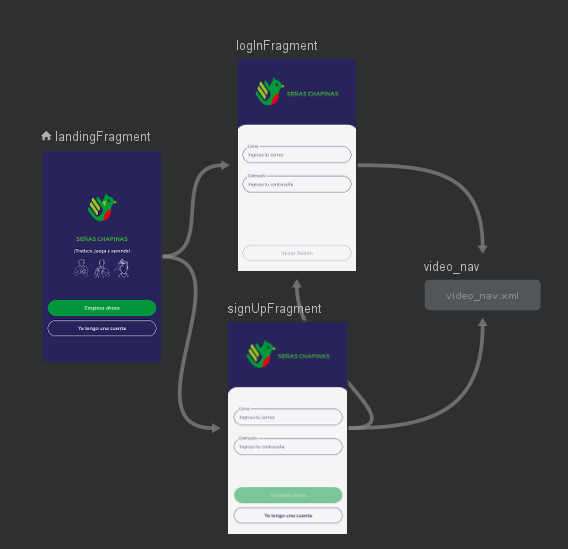 logInFragment
SEÑAS CHAPINAS
Correo
Ingresa tu correo
Contraseña
Ingresa tu contraseña
Iniciar Sesión
landingFragment
SEÑAS CHAPINAS
¡Traduce, juega y aprende!
Empieza ahora
Ya tengo una cuenta
video_nav
video_nav.xml
signUpFragment
SEÑAS CHAPINAS
Correo
Ingresa tu correo
Contraseña
Ingresa tu contraseña
Empieza ahora
Ya tengo una cuenta